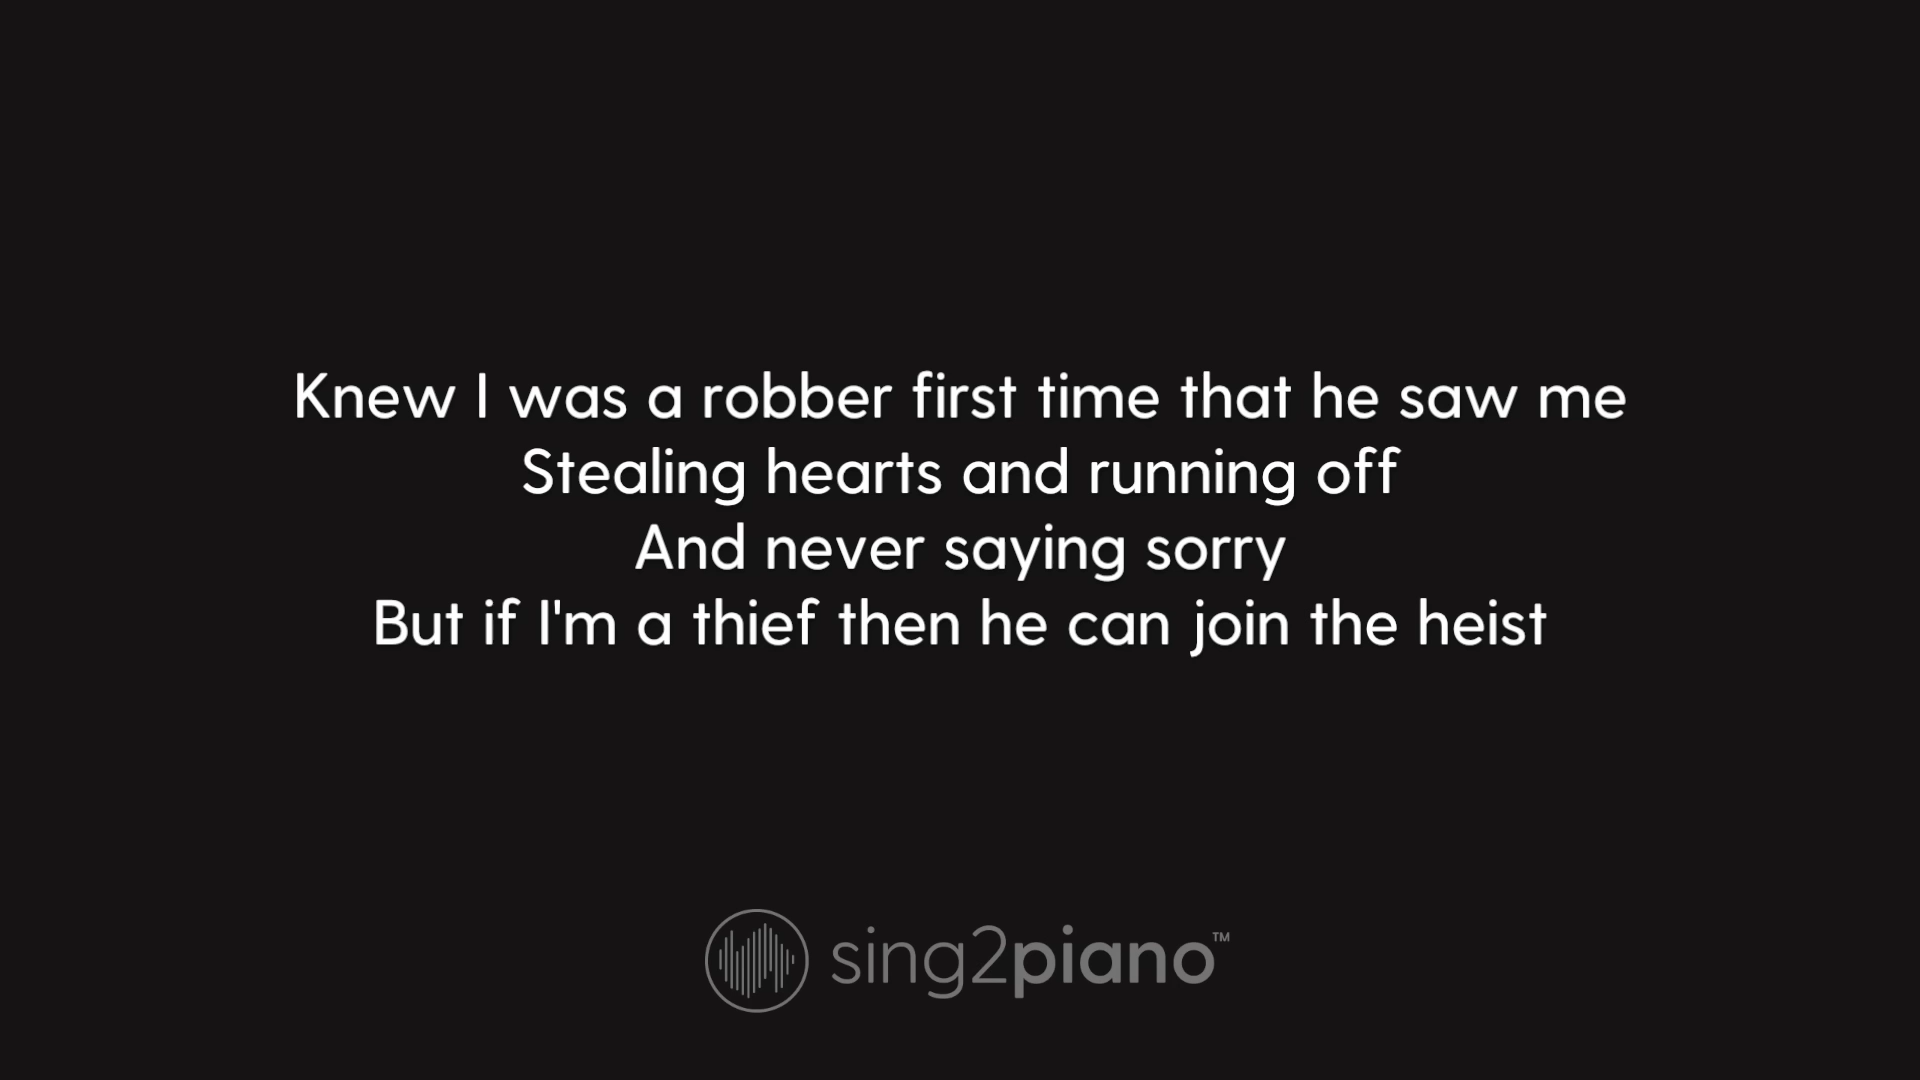 Knew I was a robber first time that he saw me
Stealing hearts and running off
And never saying sorry
But if I'm a thief then he can join the heist
sing2piano™